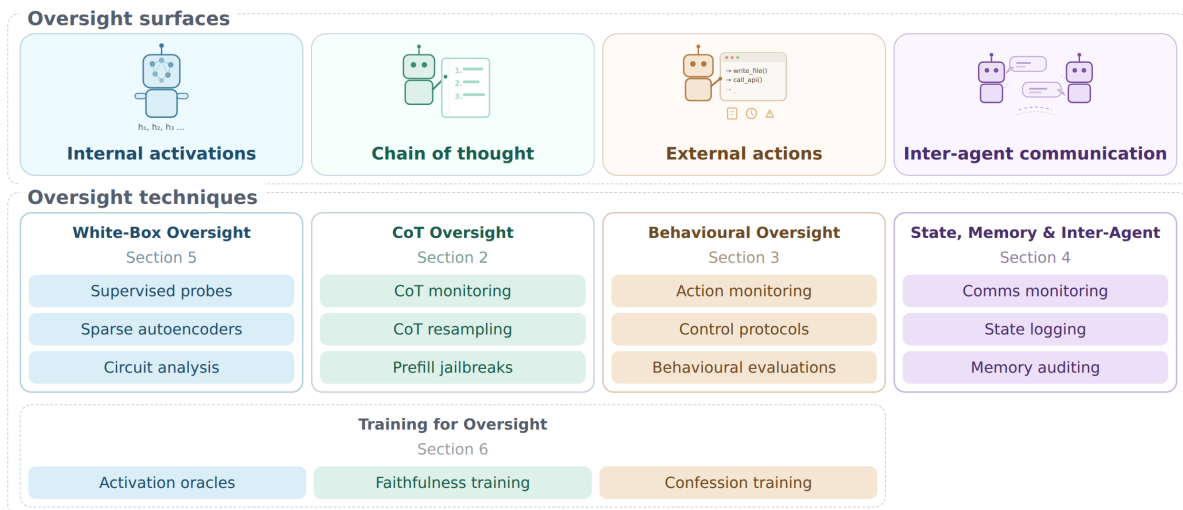 Oversight surfaces
h₁, h₂, h₃ ...
Internal activations
1.
2.
3.
Chain of thought
→ write_file()
→ call_api()
→ ..
External actions
Inter-agent communication
Oversight techniques
White-Box Oversight
Section 5
Supervised probes
Sparse autoencoders
Circuit analysis
CoT Oversight
Section 2
CoT monitoring
CoT resampling
Prefill jailbreaks
Behavioural Oversight
Section 3
Action monitoring
Control protocols
Behavioural evaluations
State, Memory & Inter-Agent
Section 4
Comms monitoring
State logging
Memory auditing
Training for Oversight
Section 6
Activation oracles
Faithfulness training
Confession training